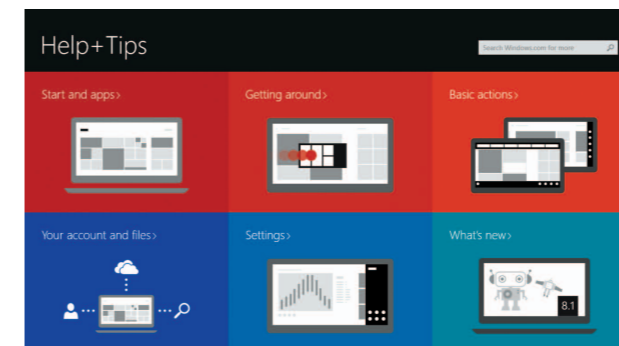 Help+Tips
Search Windows.com for more
Start and apps>
Getting around>
Basic actions>
Your account and files>
Settings>
What's new>
8.1